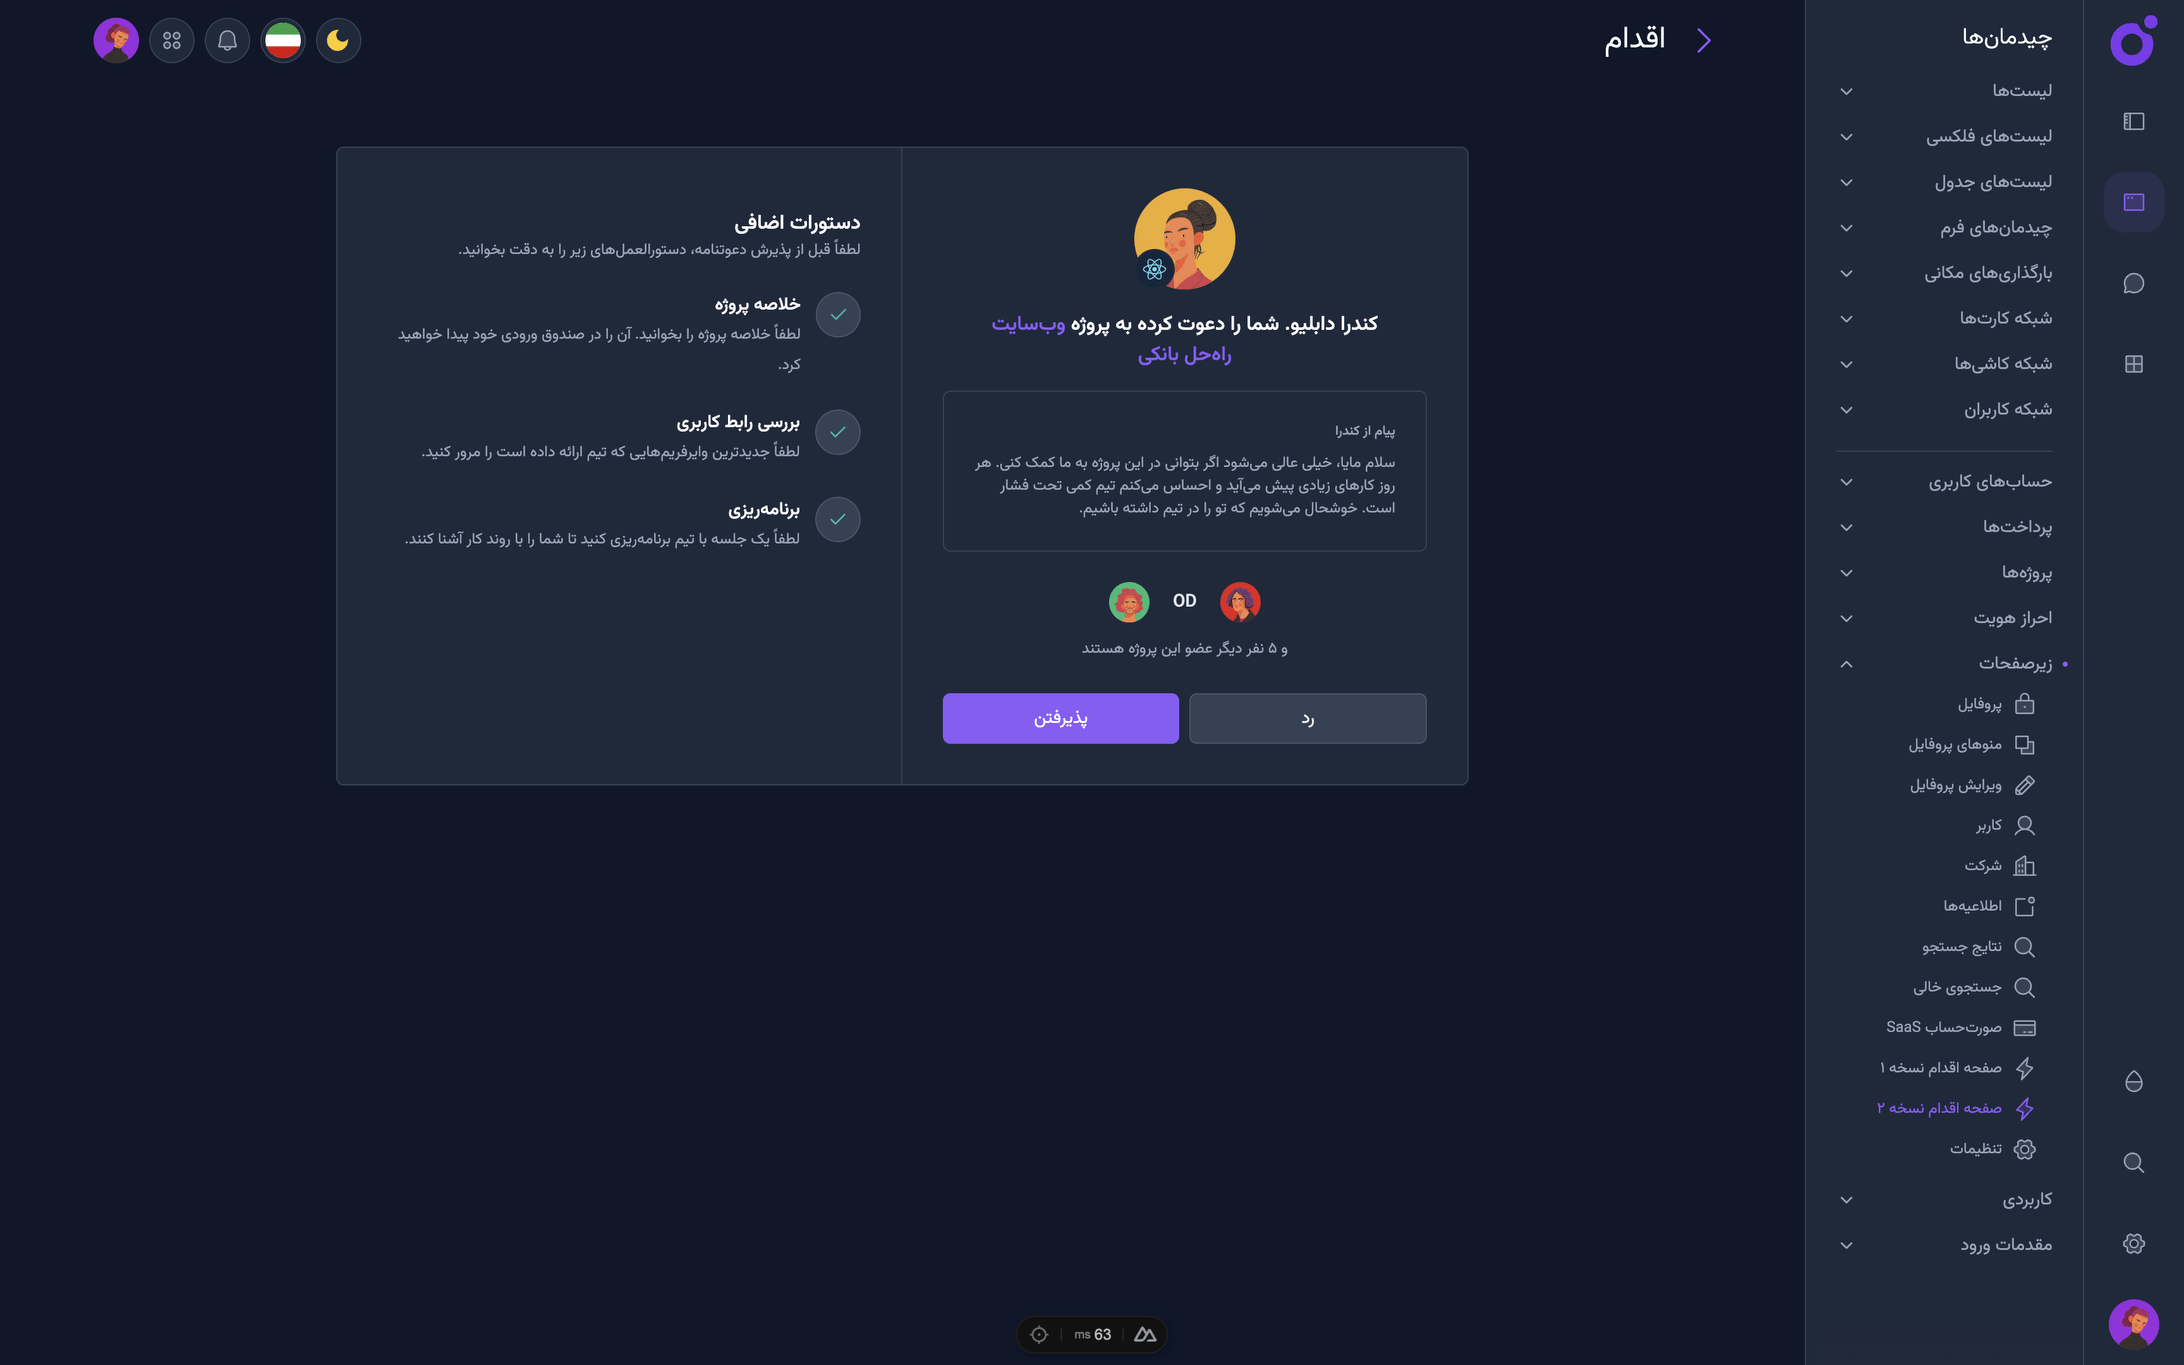 چیدمان‌ها
لیست‌ها
لیست‌های فلکسی
لیست‌های جدول
چیدمان‌های فرم
بارگذاری‌های مکانی
شبکه کارت‌ها
شبکه کاشی‌ها
شبکه کاربران
حساب‌های کاربری
پرداخت‌ها
پروژه‌ها
احراز هویت
زیرصفحات
پروفایل
منوهای پروفایل
ویرایش پروفایل
کاربر
شرکت
اطلاعیه‌ها
نتایج جستجو
جستجوی خالی
صورت‌حساب SaaS
صفحه اقدام نسخه ۱
صفحه اقدام نسخه ۲
تنظیمات
کاربردی
مقدمات ورود
اقدام
کندرا دابلیو. شما را دعوت کرده به پروژه وب‌سایت
راه‌حل بانکی
پیام از کندرا
سلام مایا، خیلی عالی می‌شود اگر بتوانی در این پروژه به ما کمک کنی. هر
روز کارهای زیادی پیش می‌آید و احساس می‌کنم تیم کمی تحت فشار
است. خوشحال می‌شویم که تو را در تیم داشته باشیم.
OD
و ۵ نفر دیگر عضو این پروژه هستند
رد
پذیرفتن
دستورات اضافی
لطفاً قبل از پذیرش دعوتنامه، دستورالعمل‌های زیر را به دقت بخوانید.
خلاصه پروژه
لطفاً خلاصه پروژه را بخوانید. آن را در صندوق ورودی خود پیدا خواهید
کرد.
بررسی رابط کاربری
لطفاً جدیدترین وایرفریم‌هایی که تیم ارائه داده است را مرور کنید.
برنامه‌ریزی
لطفاً یک جلسه با تیم برنامه‌ریزی کنید تا شما را با روند کار آشنا کنند.
63 ms